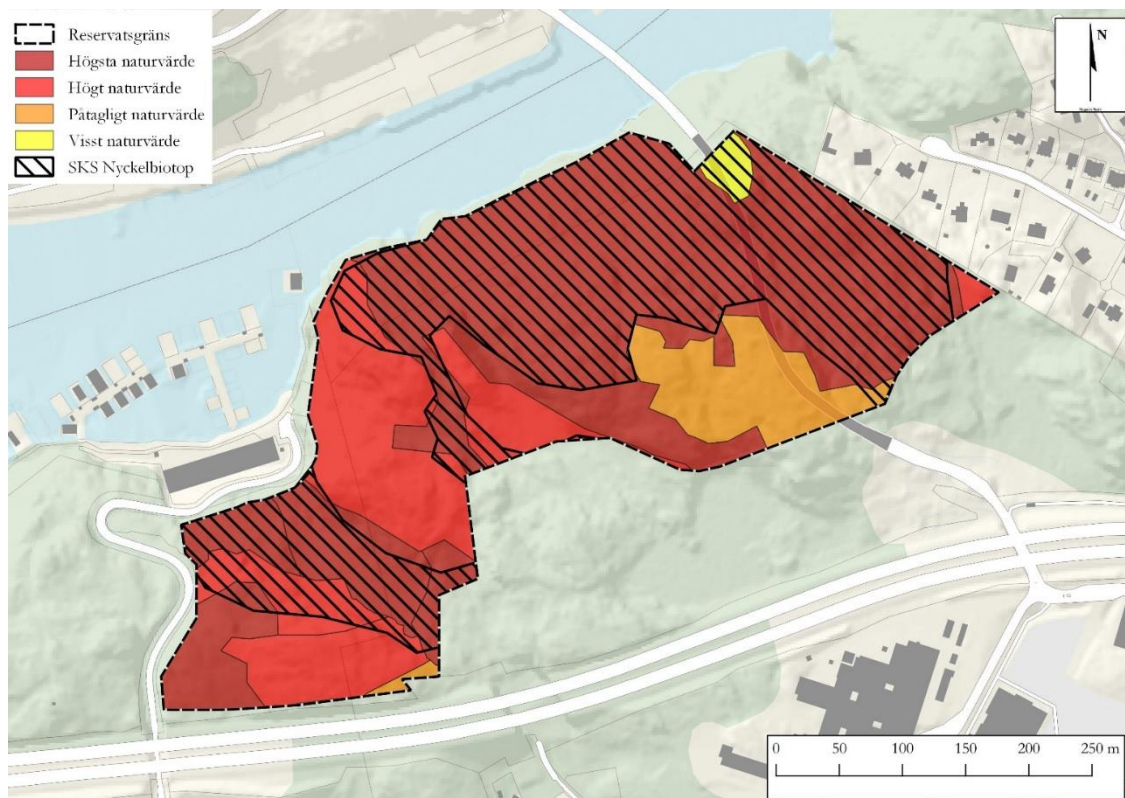 Reservatsgräns
Högsta naturvärde
Högt naturvärde
Påtagligt naturvärde
Visst naturvärde
SKS Nyckelbiotop
N
0 50 100 150 200 250 m